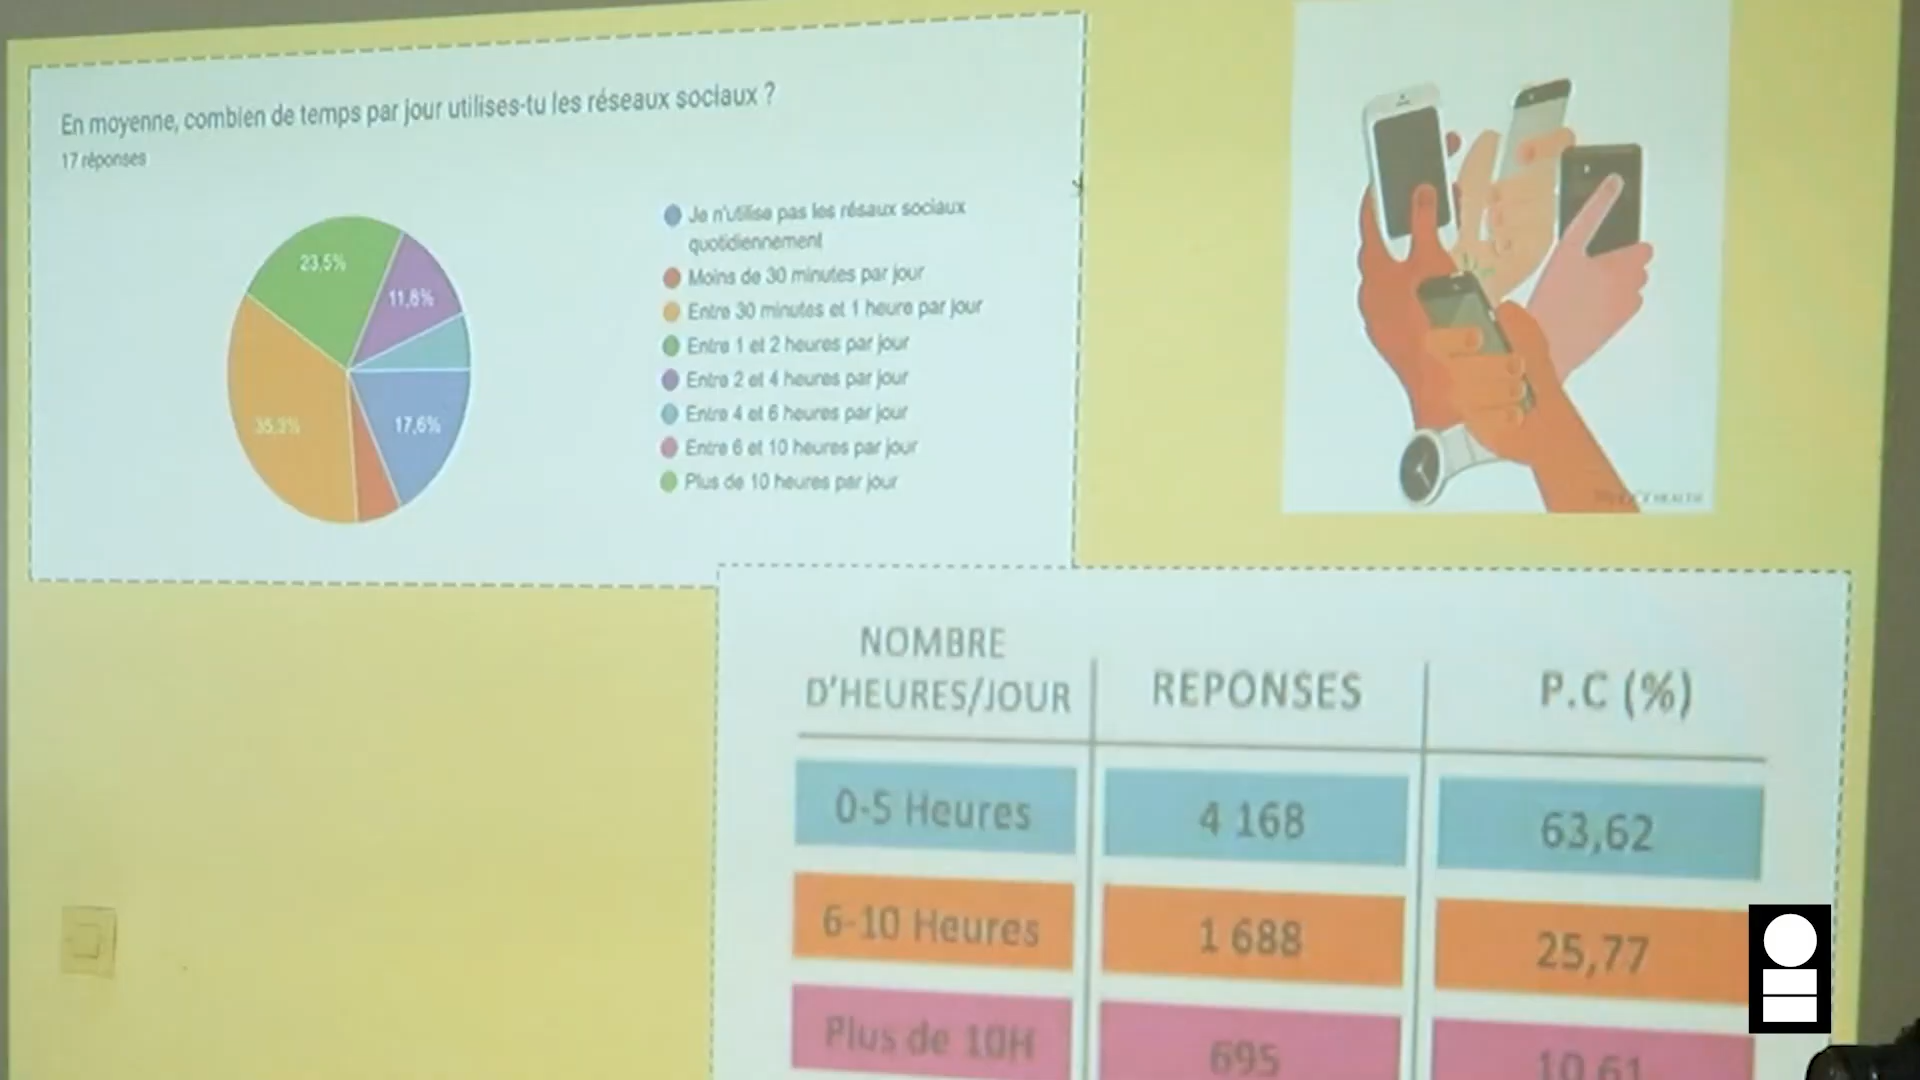 En moyenne, combien de temps par jour utilises-tu les réseaux sociaux ?
17 réponses
23,5%
11,8%
35,3%
17,6%
Je n'utilise pas les résaux sociaux
quotidiennement
Moins de 30 minutes par jour
Entre 30 minutes et 1 heure par jour
Entre 1 et 2 heures par jour
Entre 2 et 4 heures par jour
Entre 4 et 6 heures par jour
Entre 6 et 10 heures par jour
Plus de 10 heures par jour
HEALTH
NOMBRE
D'HEURES/JOUR
REPONSES
P.C (%)
0-5 Heures
4 168
63,62
6-10 Heures
1 688
25,77
Plus de 10H
695
10,61